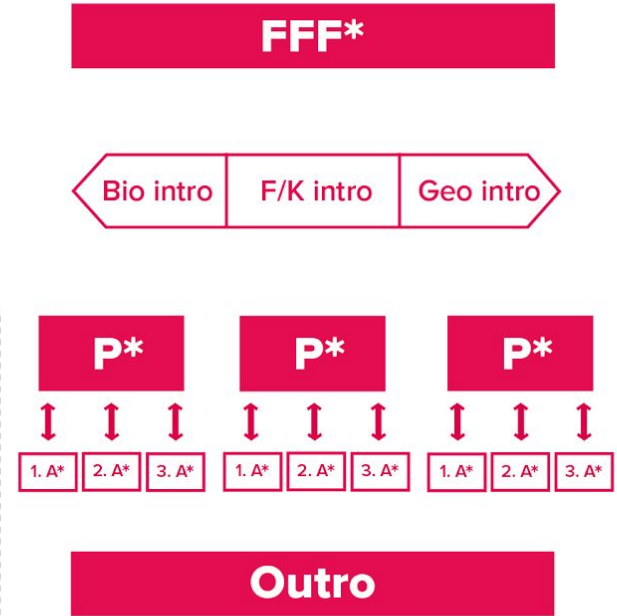 FFF*
Bio intro F/K intro Geo intro
P* P* P*
1. A* 2. A* 3. A* 1. A* 2. A* 3. A* 1. A* 2. A* 3. A*
Outro